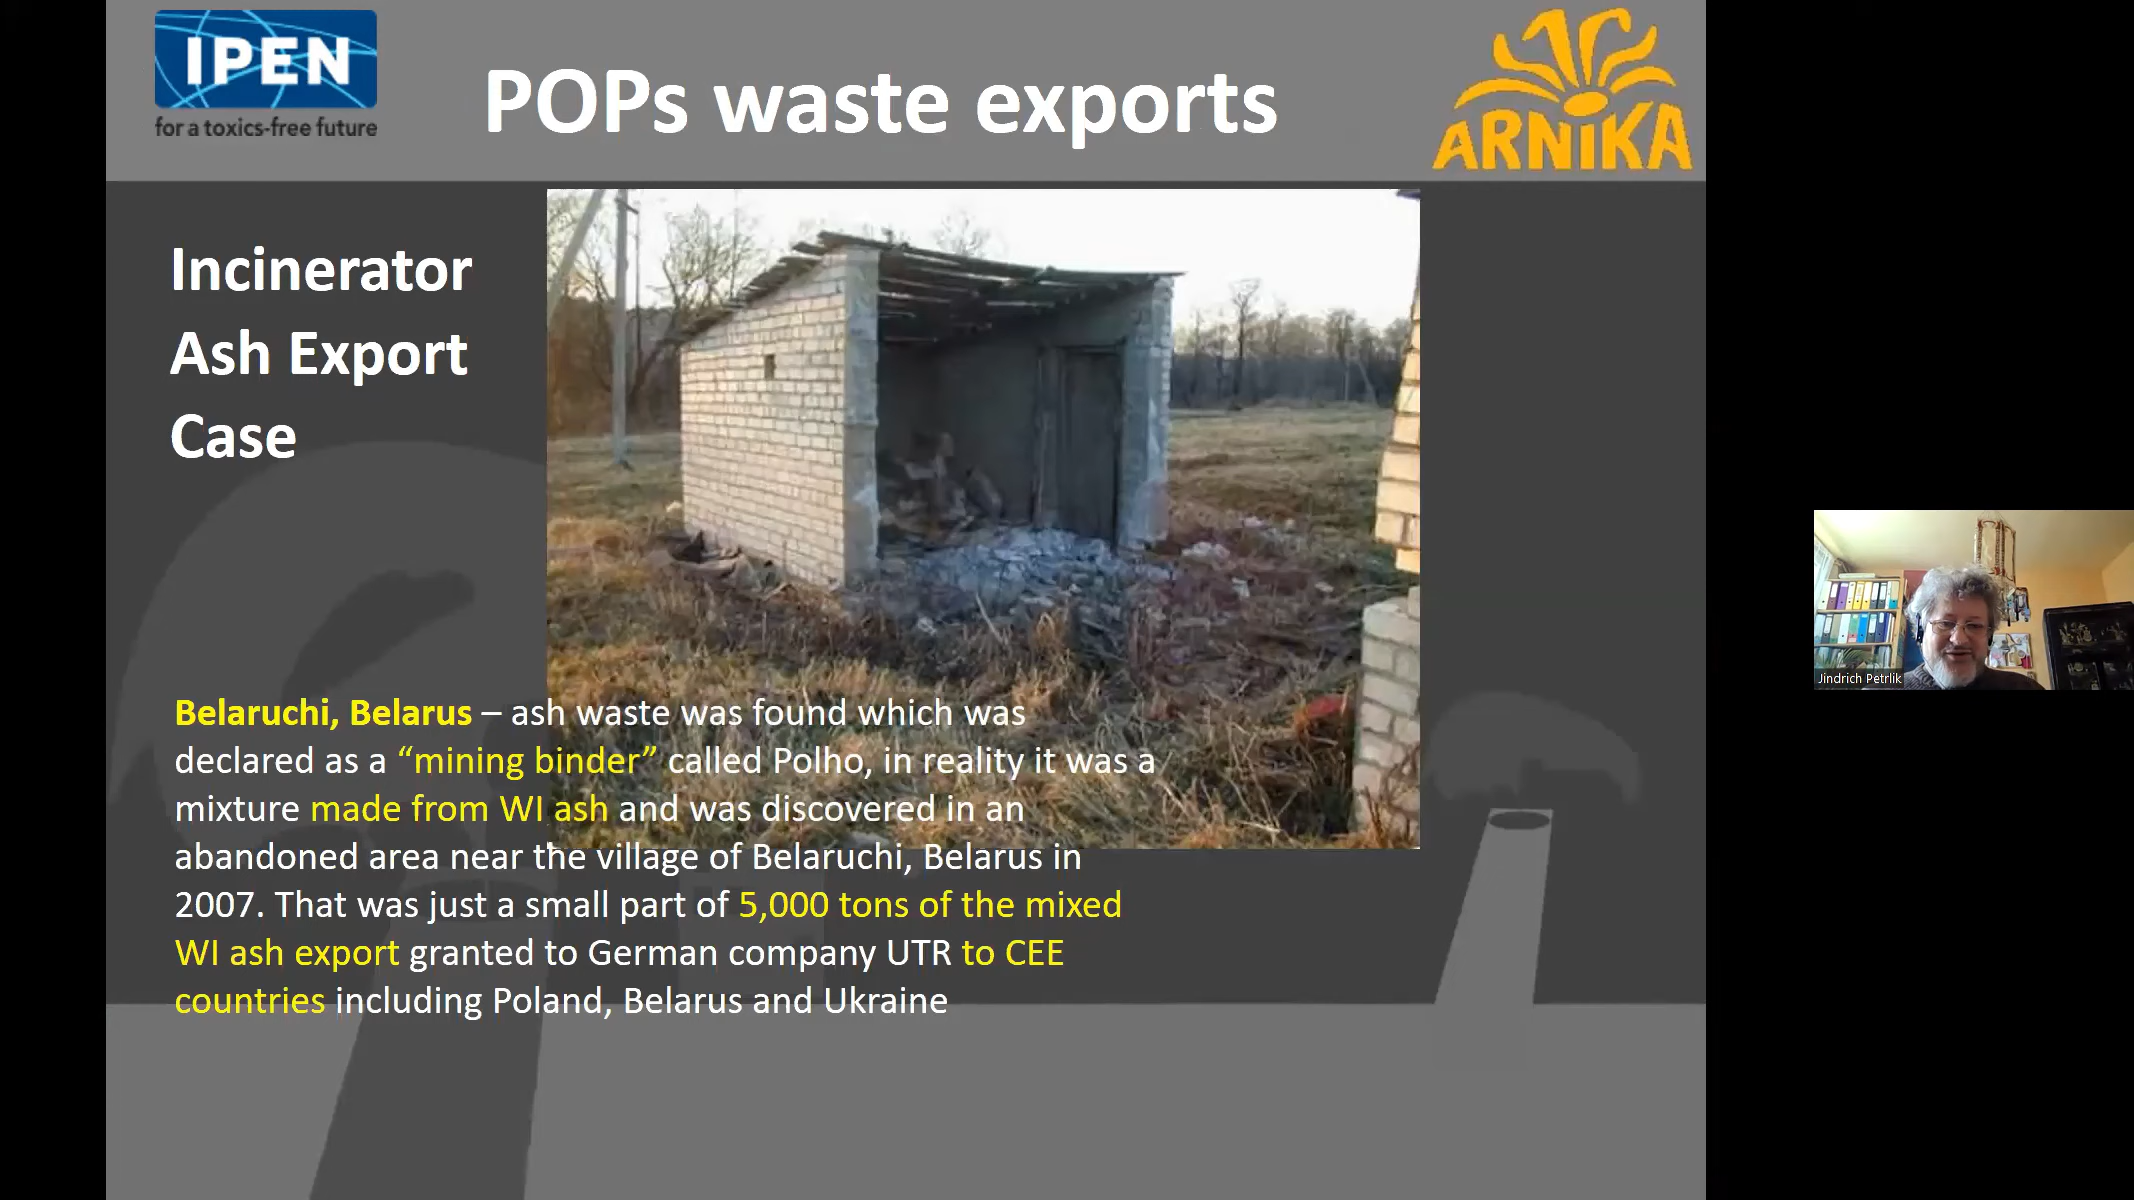 IPEN
for a toxics-free future
POPs waste exports
ARNIKA
Incinerator
Ash Export
Case
Belaruchi, Belarus – ash waste was found which was
declared as a “mining binder” called Polho, in reality it was a
mixture made from WI ash and was discovered in an
abandoned area near the village of Belaruchi, Belarus in
2007. That was just a small part of 5,000 tons of the mixed
WI ash export granted to German company UTR to CEE
countries including Poland, Belarus and Ukraine
Jindrich Petrlik